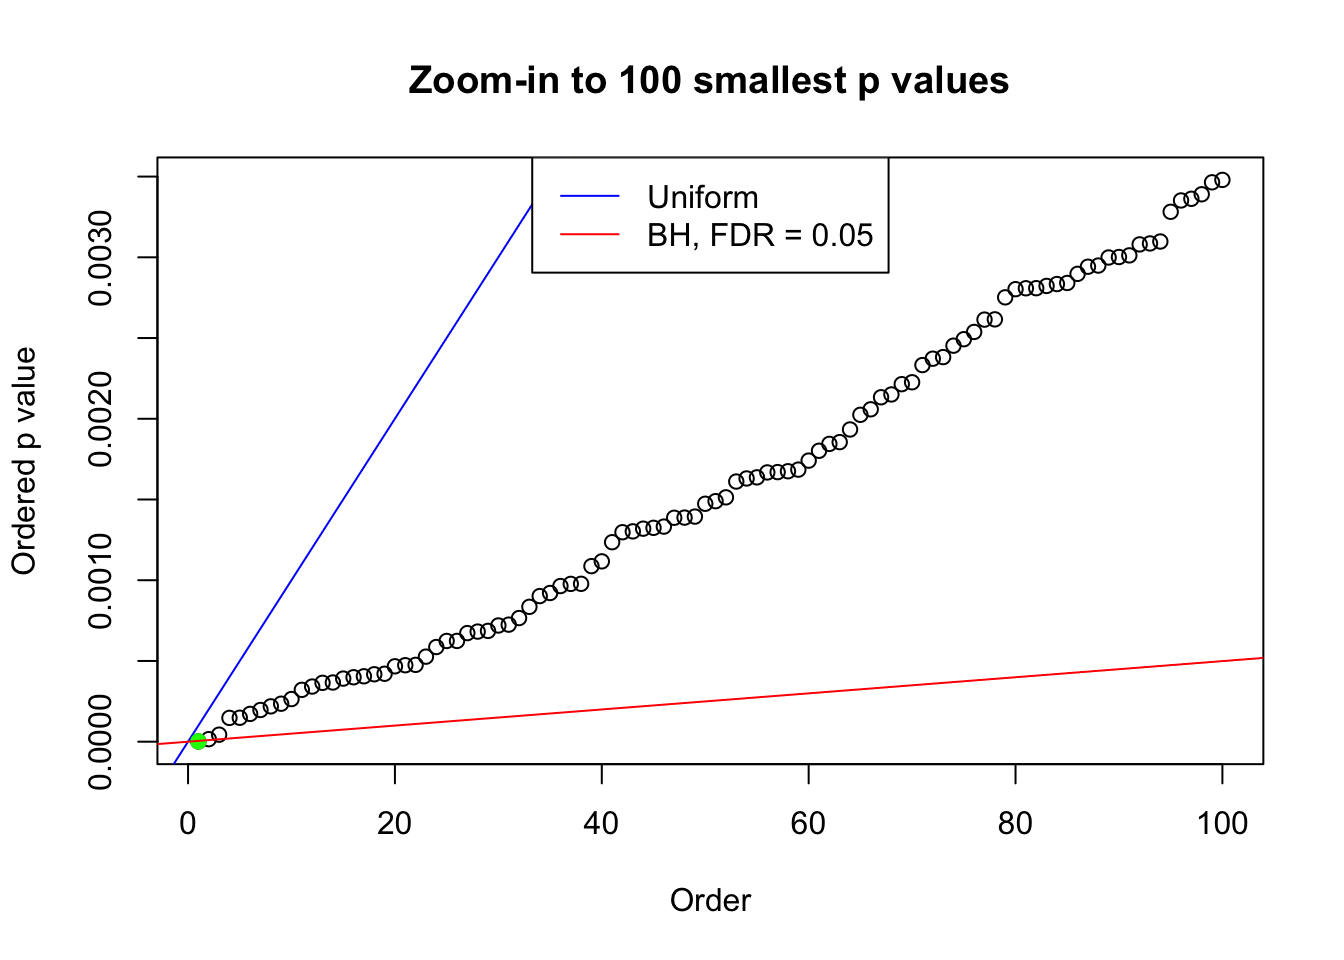 Zoom-in to 100 smallest p values
Uniform
BH, FDR = 0.05
Ordered p value
0.0000
0.0010
0.0020
0.0030
0
20
40
60
80
100
Order